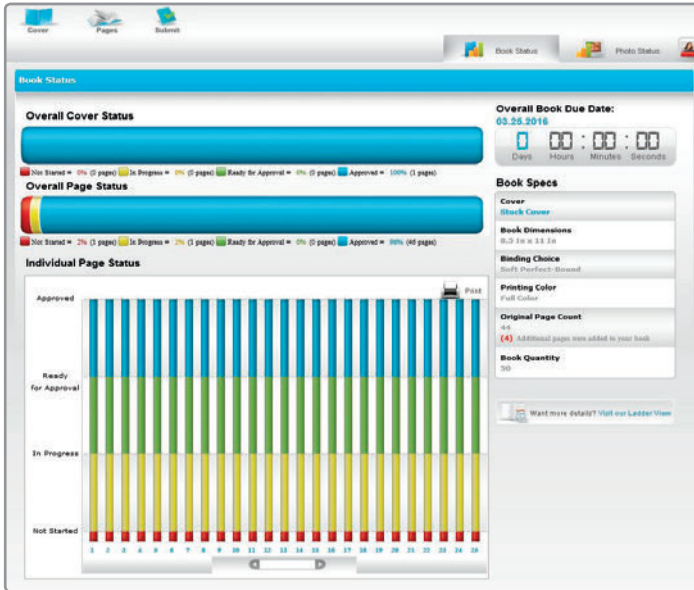 Cover Pages Submit
Book Status Photo Status
Book Status
Overall Cover Status
Not Started = 0% (0 pages) In Progress = 0% (0 pages) Ready for Approval = 0% (0 pages) Approved = 100% (1 pages)
Overall Page Status
Not Started = 2% (1 pages) In Progress = 2% (1 pages) Ready for Approval = 0% (0 pages) Approved = 96% (46 pages)
Individual Page Status
Print
Approved
Ready
for Approval
In Progress
Not Started
1 2 3 4 5 6 7 8 9 10 11 12 13 14 15 16 17 18 19 20 21 22 23 24 25
Overall Book Due Date:
03.25.2016
0 00 : 00 : 00
Days Hours Minutes Seconds
Book Specs
Cover
Stock Cover
Book Dimensions
8.5 In x 11 In
Binding Choice
Soft Perfect-Bound
Printing Color
Full Color
Original Page Count
44
(4) Additional pages were added to your book
Book Quantity
50
Want more details? Visit our Ladder View